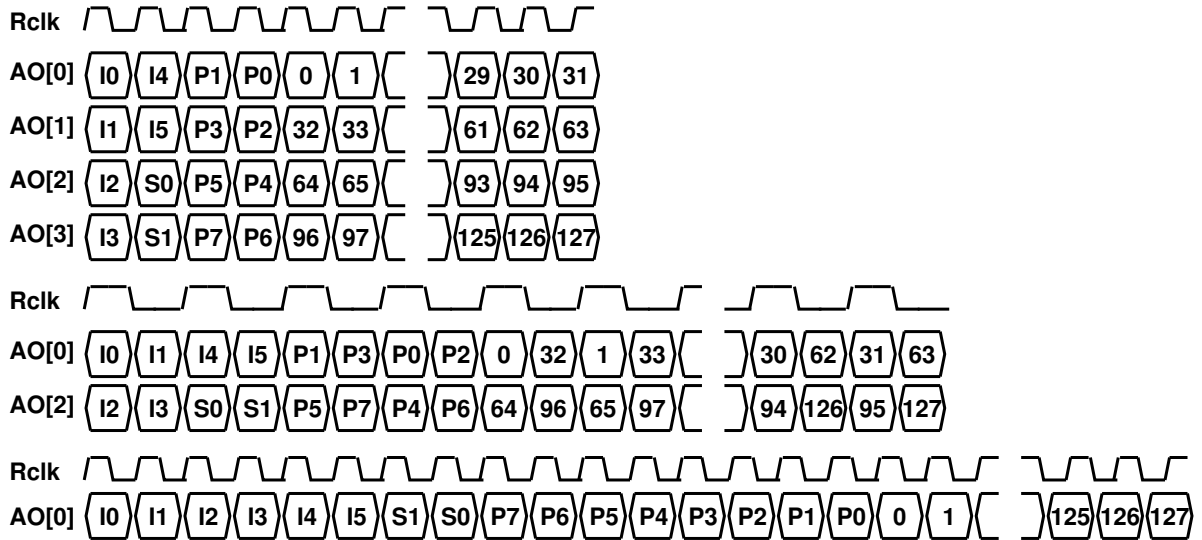 Rclk
AO[0] I0 I4 P1 P0 0 1 29 30 31
AO[1] I1 I5 P3 P2 32 33 61 62 63
AO[2] I2 S0 P5 P4 64 65 93 94 95
AO[3] I3 S1 P7 P6 96 97 125 126 127
Rclk
AO[0] I0 I1 I4 I5 P1 P3 P0 P2 0 32 1 33 30 62 31 63
AO[2] I2 I3 S0 S1 P5 P7 P4 P6 64 96 65 97 94 126 95 127
Rclk
AO[0] I0 I1 I2 I3 I4 I5 S1 S0 P7 P6 P5 P4 P3 P2 P1 P0 0 1 125 126 127